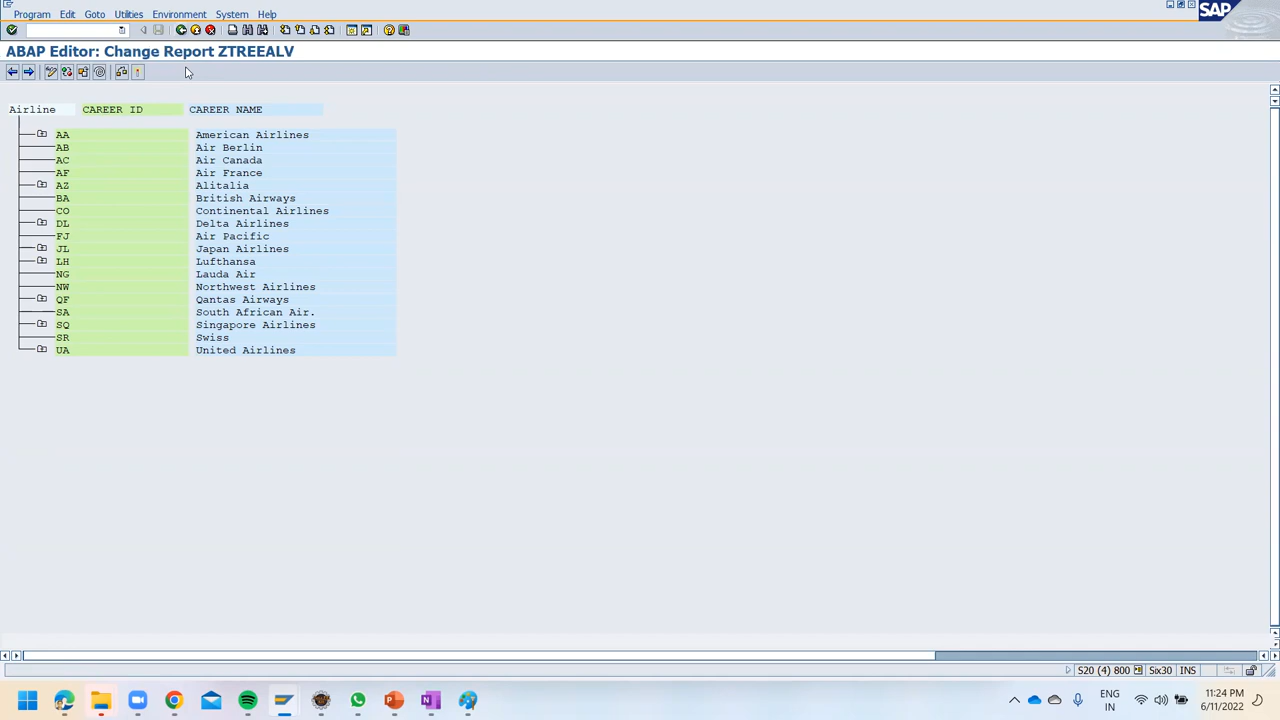 Program Edit Goto Utilities Environment System Help
SAP
ABAP Editor: Change Report ZTREEALV
Airline CAREER ID CAREER NAME
AA American Airlines
AB Air Berlin
AC Air Canada
AF Air France
AZ Alitalia
BA British Airways
CO Continental Airlines
DL Delta Airlines
FJ Air Pacific
JL Japan Airlines
LH Lufthansa
NG Lauda Air
NW Northwest Airlines
QF Qantas Airways
SA South African Air.
SQ Singapore Airlines
SR Swiss
UA United Airlines
S20 (4) 800 Six30 INS
ENG
IN
11:24 PM
6/11/2022